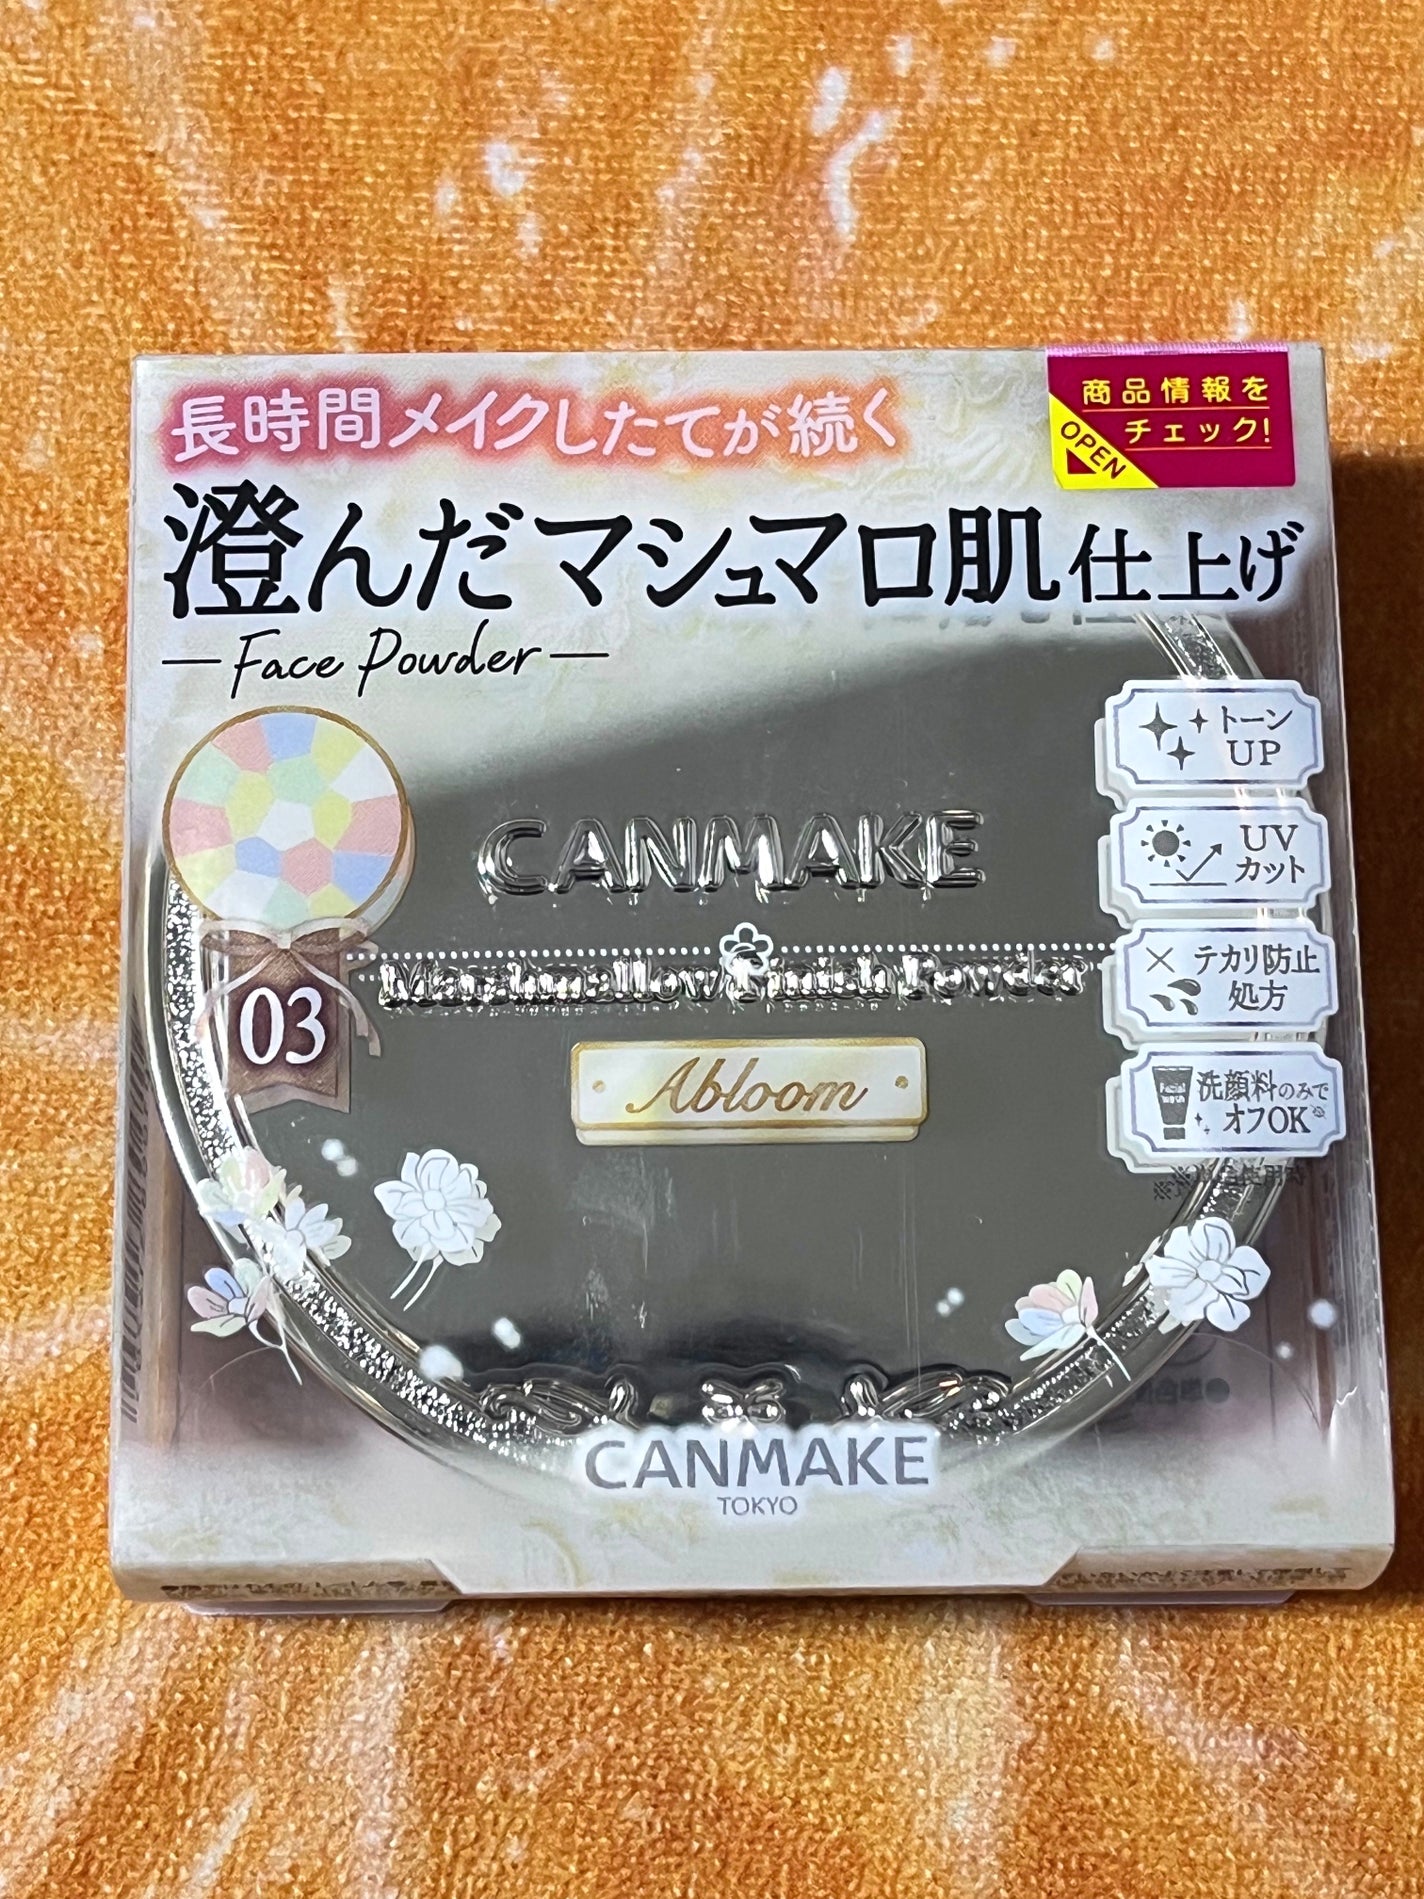 長時間メイクしたてが続く
商品情報を
チェック!
OPEN
澄んだマシュマロ肌仕上げ
Face Powder
トーン
UP
UV
カット
テカリ防止
処方
洗顔料のみで
オフOK※
CANMAKE
Marshmallow Finish Powder
03
Abloom
CANMAKE
TOKYO